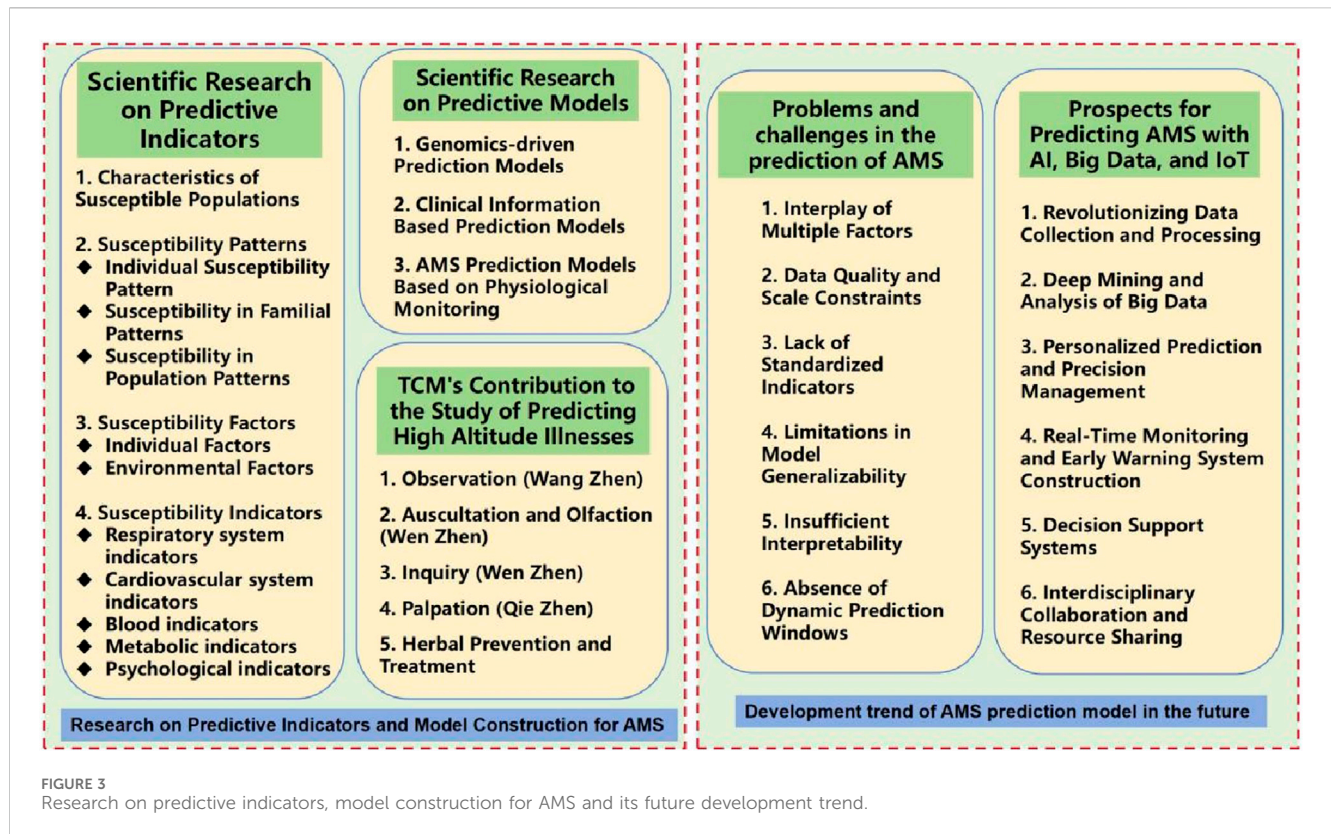 Scientific Research
on Predictive
Indicators
1. Characteristics of
Susceptible Populations
2. Susceptibility Patterns
◆ Individual Susceptibility
Pattern
◆ Susceptibility in Familial
Patterns
◆ Susceptibility in
Population Patterns
3. Susceptibility Factors
◆ Individual Factors
◆ Environmental Factors
4. Susceptibility Indicators
◆ Respiratory system
indicators
◆ Cardiovascular system
indicators
◆ Blood indicators
◆ Metabolic indicators
◆ Psychological indicators
Scientific Research
on Predictive Models
1. Genomics-driven
Prediction Models
2. Clinical Information
Based Prediction Models
3. AMS Prediction Models
Based on Physiological
Monitoring
TCM's Contribution to
the Study of Predicting
High Altitude Illnesses
1. Observation (Wang Zhen)
2. Auscultation and Olfaction
(Wen Zhen)
3. Inquiry (Wen Zhen)
4. Palpation (Qie Zhen)
5. Herbal Prevention and
Treatment
Research on Predictive Indicators and Model Construction for AMS
Problems and
challenges in the
prediction of AMS
1. Interplay of
Multiple Factors
2. Data Quality and
Scale Constraints
3. Lack of
Standardized
Indicators
4. Limitations in
Model
Generalizability
5. Insufficient
Interpretability
6. Absence of
Dynamic Prediction
Windows
Prospects for
Predicting AMS with
AI, Big Data, and IoT
1. Revolutionizing Data
Collection and Processing
2. Deep Mining and
Analysis of Big Data
3. Personalized Prediction
and Precision
Management
4. Real-Time Monitoring
and Early Warning System
Construction
5. Decision Support
Systems
6. Interdisciplinary
Collaboration and
Resource Sharing
Development trend of AMS prediction model in the future
FIGURE 3
Research on predictive indicators, model construction for AMS and its future development trend.